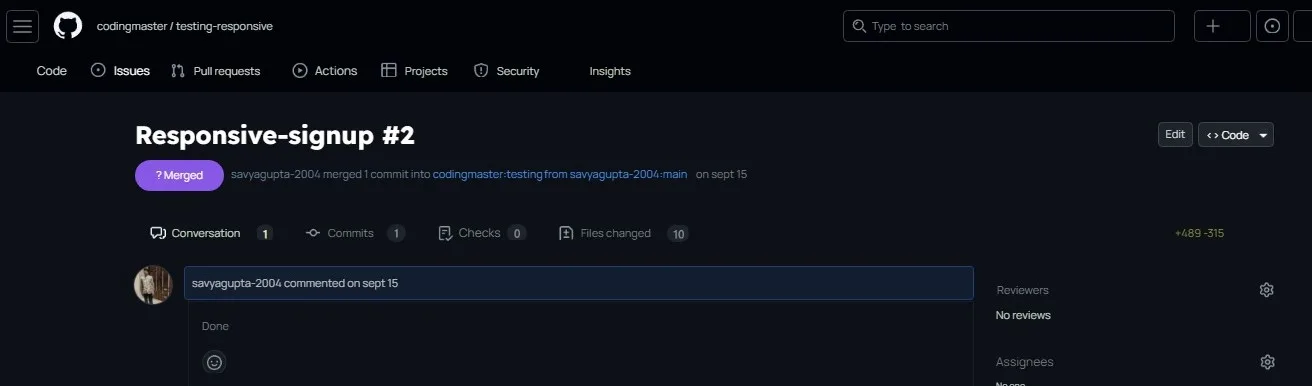 codingmaster / testing-responsive
Type to search
Code Issues Pull requests Actions Projects Security Insights
Responsive-signup #2
Edit <> Code
? Merged savyagupta-2004 merged 1 commit into codingmaster:testing from savyagupta-2004:main on sept 15
Conversation 1 Commits 1 Checks 0 Files changed 10 +489 -315
savyagupta-2004 commented on sept 15
Reviewers
No reviews
Done
Assignees